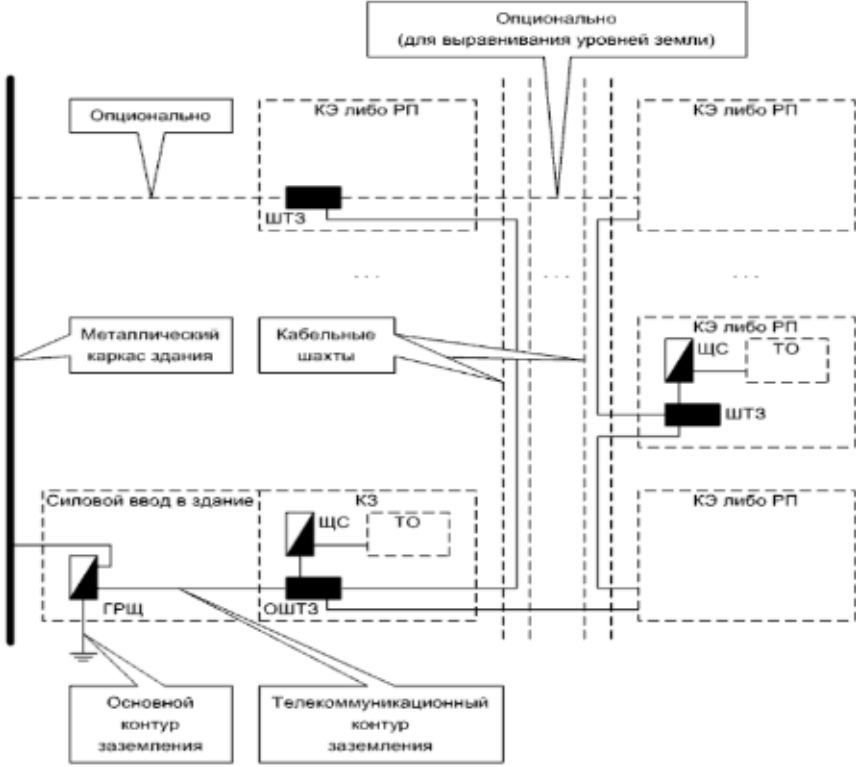 Опционально
(для выравнивания уровней земли)
Опционально
КЭ либо РП
КЭ либо РП
ШТЗ
. . .
. . .
. . .
Металлический
каркас здания
Кабельные
шахты
КЭ либо РП
ЩС
ТО
ШТЗ
Силовой ввод в здание
КЗ
КЭ либо РП
ЩС
ТО
ГРЩ
ОШТЗ
Основной
контур
заземления
Телекоммуникационный
контур
заземления